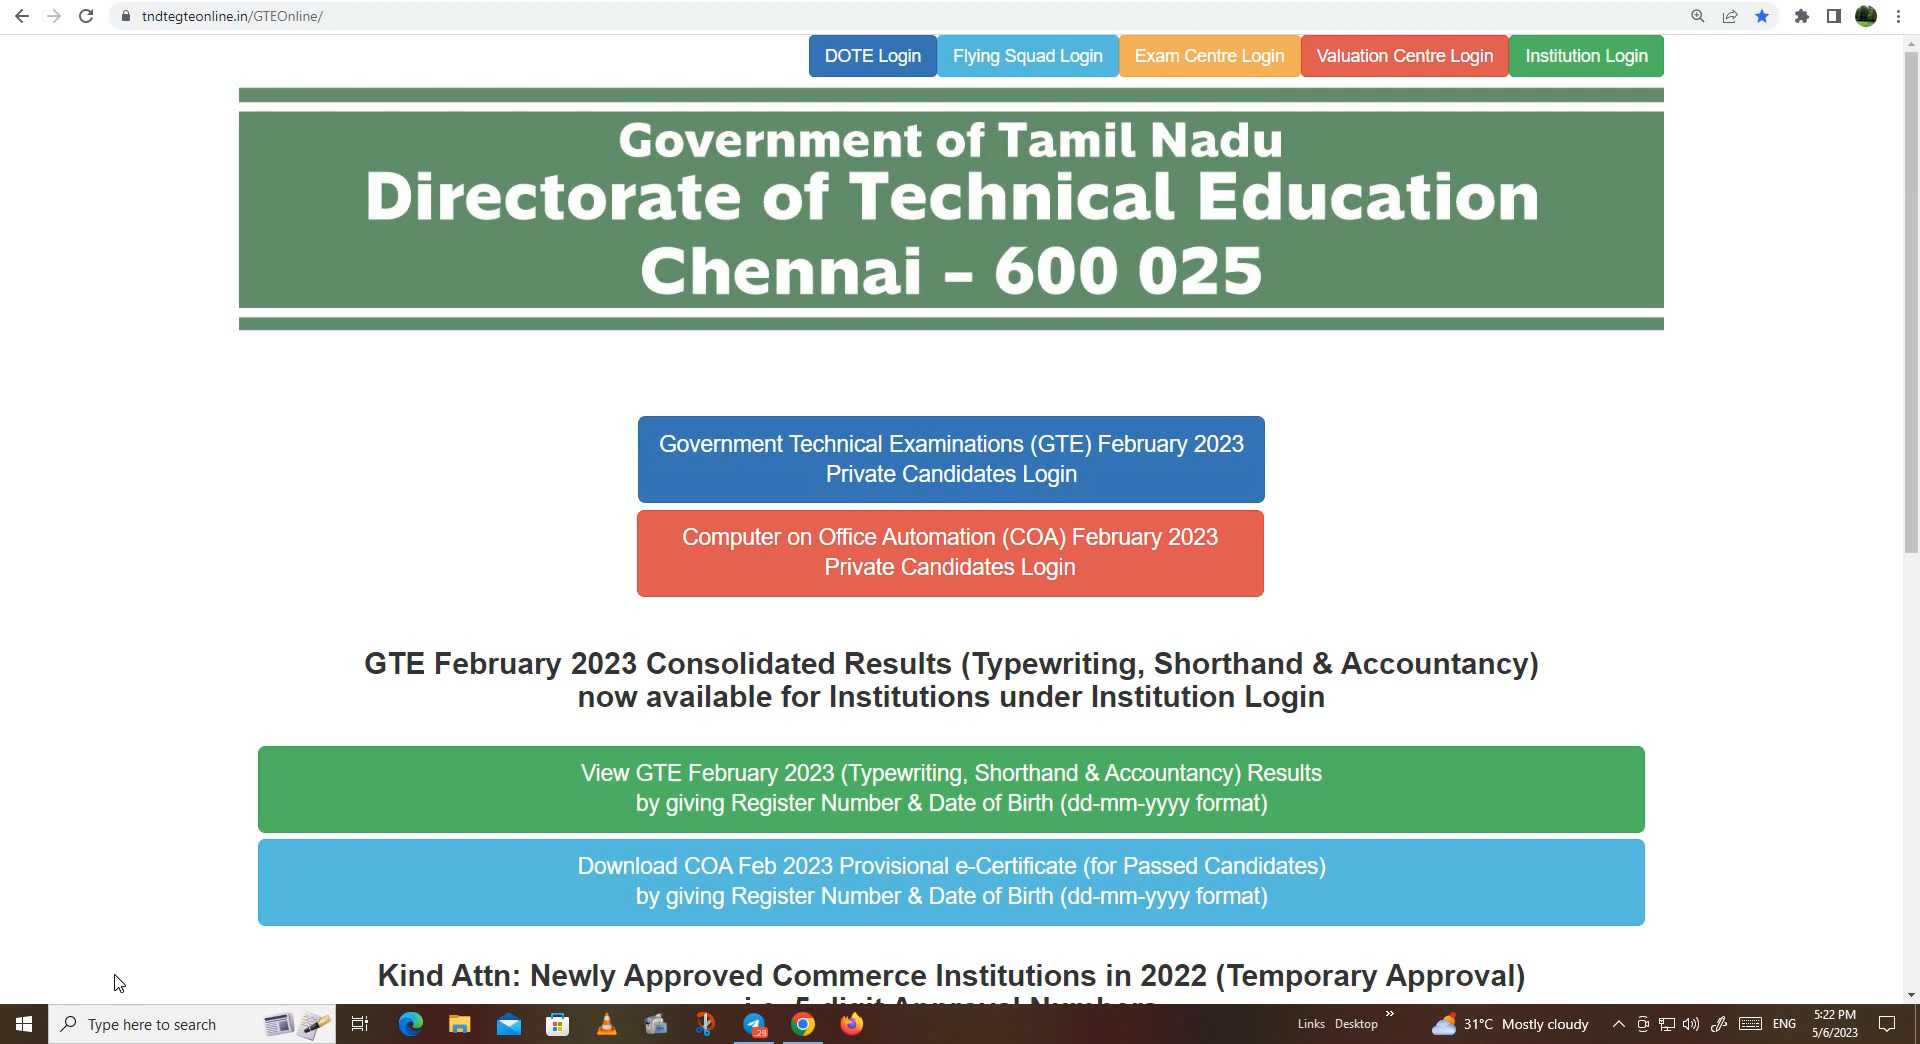 tndtegteonline.in/GTEOnline/
DOTE Login
Flying Squad Login
Exam Centre Login
Valuation Centre Login
Institution Login
Government of Tamil Nadu
Directorate of Technical Education
Chennai – 600 025
Government Technical Examinations (GTE) February 2023
Private Candidates Login
Computer on Office Automation (COA) February 2023
Private Candidates Login
GTE February 2023 Consolidated Results (Typewriting, Shorthand & Accountancy)
now available for Institutions under Institution Login
View GTE February 2023 (Typewriting, Shorthand & Accountancy) Results
by giving Register Number & Date of Birth (dd-mm-yyyy format)
Download COA Feb 2023 Provisional e-Certificate (for Passed Candidates)
by giving Register Number & Date of Birth (dd-mm-yyyy format)
Kind Attn: Newly Approved Commerce Institutions in 2022 (Temporary Approval)
i.e. 5-digit Approval Numbers
Type here to search
29
Links
Desktop
31°C Mostly cloudy
ENG
5:22 PM
5/6/2023